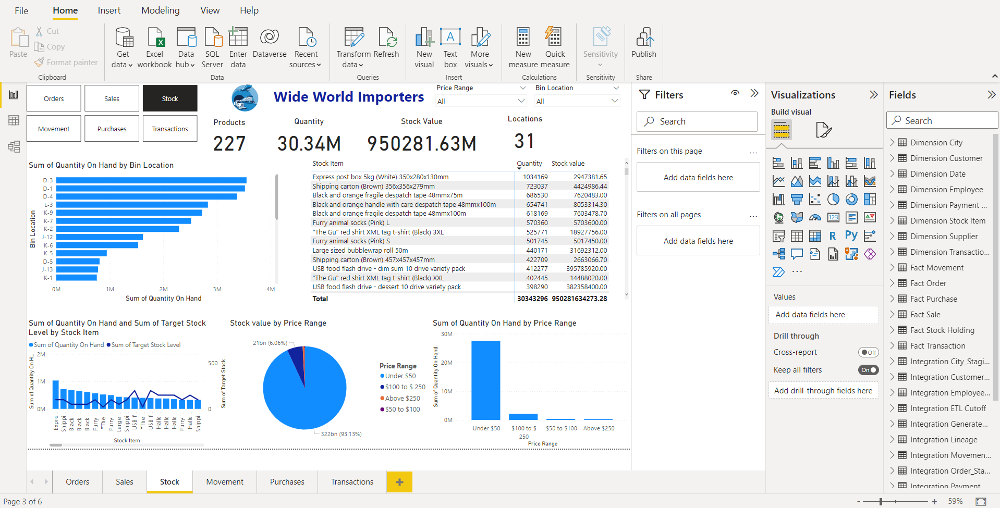 File Home Insert Modeling View Help
Paste
Cut
Copy
Format painter
Clipboard
Get data
Excel workbook
Data hub
SQL Server
Enter data
Dataverse
Recent sources
Data
Transform data
Refresh
Queries
New visual
Text box
More visuals
Insert
New measure
Quick measure
Calculations
Sensitivity
Sensitivity
Publish
Share
Orders Sales Stock
Movement Purchases Transactions
Wide World Importers
Price Range
All
Bin Location
All
Products
227
Quantity
30.34M
Stock Value
950281.63M
Locations
31
Sum of Quantity On Hand by Bin Location
Bin Location
D-3
D-1
D-4
L-3
K-9
K-7
K-2
J-12
K-6
K-5
D-5
J-13
K-1
0M 1M 2M 3M 4M
Sum of Quantity On Hand
Stock Item Quantity Stock value
Express post box 5kg (White) 350x280x130mm 1034169 2947381.65
Shipping carton (Brown) 356x356x279mm 723037 4424986.44
Black and orange fragile despatch tape 48mmx75m 686530 7620483.00
Black and orange handle with care despatch tape 48mmx100m 654741 8053314.30
Black and orange fragile despatch tape 48mmx100m 618169 7603478.70
Furry animal socks (Pink) L 570360 5703600.00
"The Gu" red shirt XML tag t-shirt (Black) 3XL 525771 18927756.00
Furry animal socks (Pink) S 501745 5017450.00
Large sized bubblewrap roll 50m 440171 31692312.00
Shipping carton (Brown) 457x457x457mm 422709 2663066.70
USB food flash drive - dim sum 10 drive variety pack 412277 395785920.00
"The Gu" red shirt XML tag t-shirt (Black) XXL 402445 14488020.00
USB food flash drive - dessert 10 drive variety pack 398290 382358400.00
Total 30343296 950281634273.28
Sum of Quantity On Hand and Sum of Target Stock
Level by Stock Item
Sum of Quantity On Hand Sum of Target Stock Level
Sum of Quantity On H...
2M
1M
0M
500
0
Sum of Target Stock ...
Expre...
Shippi...
Black ...
Black ...
Black ...
Furry ...
"The ...
Furry ...
Large ...
Shippi...
USB f...
"The ...
USB f...
Hallo ...
Hallo ...
Hallo ...
Furry ...
Hallo ...
Shippi...
Stock Item
Stock value by Price Range
21bn (6.06%)
322bn (93.13%)
Price Range
Under $50
$100 to $ 250
Above $250
$50 to $100
Sum of Quantity On Hand by Price Range
Sum of Quantity On Hand
30M
20M
10M
0M
Under $50
$100 to $
250
$50 to $100
Above $250
Price Range
Filters
Search
Filters on this page ...
Add data fields here
Filters on all pages ...
Add data fields here
Visualizations
Build visual
123
R
Py
...
Values
Add data fields here
Drill through
Cross-report Off
Keep all filters On
Add drill-through fields here
Fields
Search
Dimension City
Dimension Customer
Dimension Date
Dimension Employee
Dimension Payment ...
Dimension Stock Item
Dimension Supplier
Dimension Transactio...
Fact Movement
Fact Order
Fact Purchase
Fact Sale
Fact Stock Holding
Fact Transaction
Integration City_Stagi...
Integration Customer...
Integration Employee...
Integration ETL Cutoff
Integration Generate...
Integration Lineage
Integration Movemen...
Integration Order_Sta...
Integration Payment
Orders Sales Stock Movement Purchases Transactions +
Page 3 of 6
- + 59%